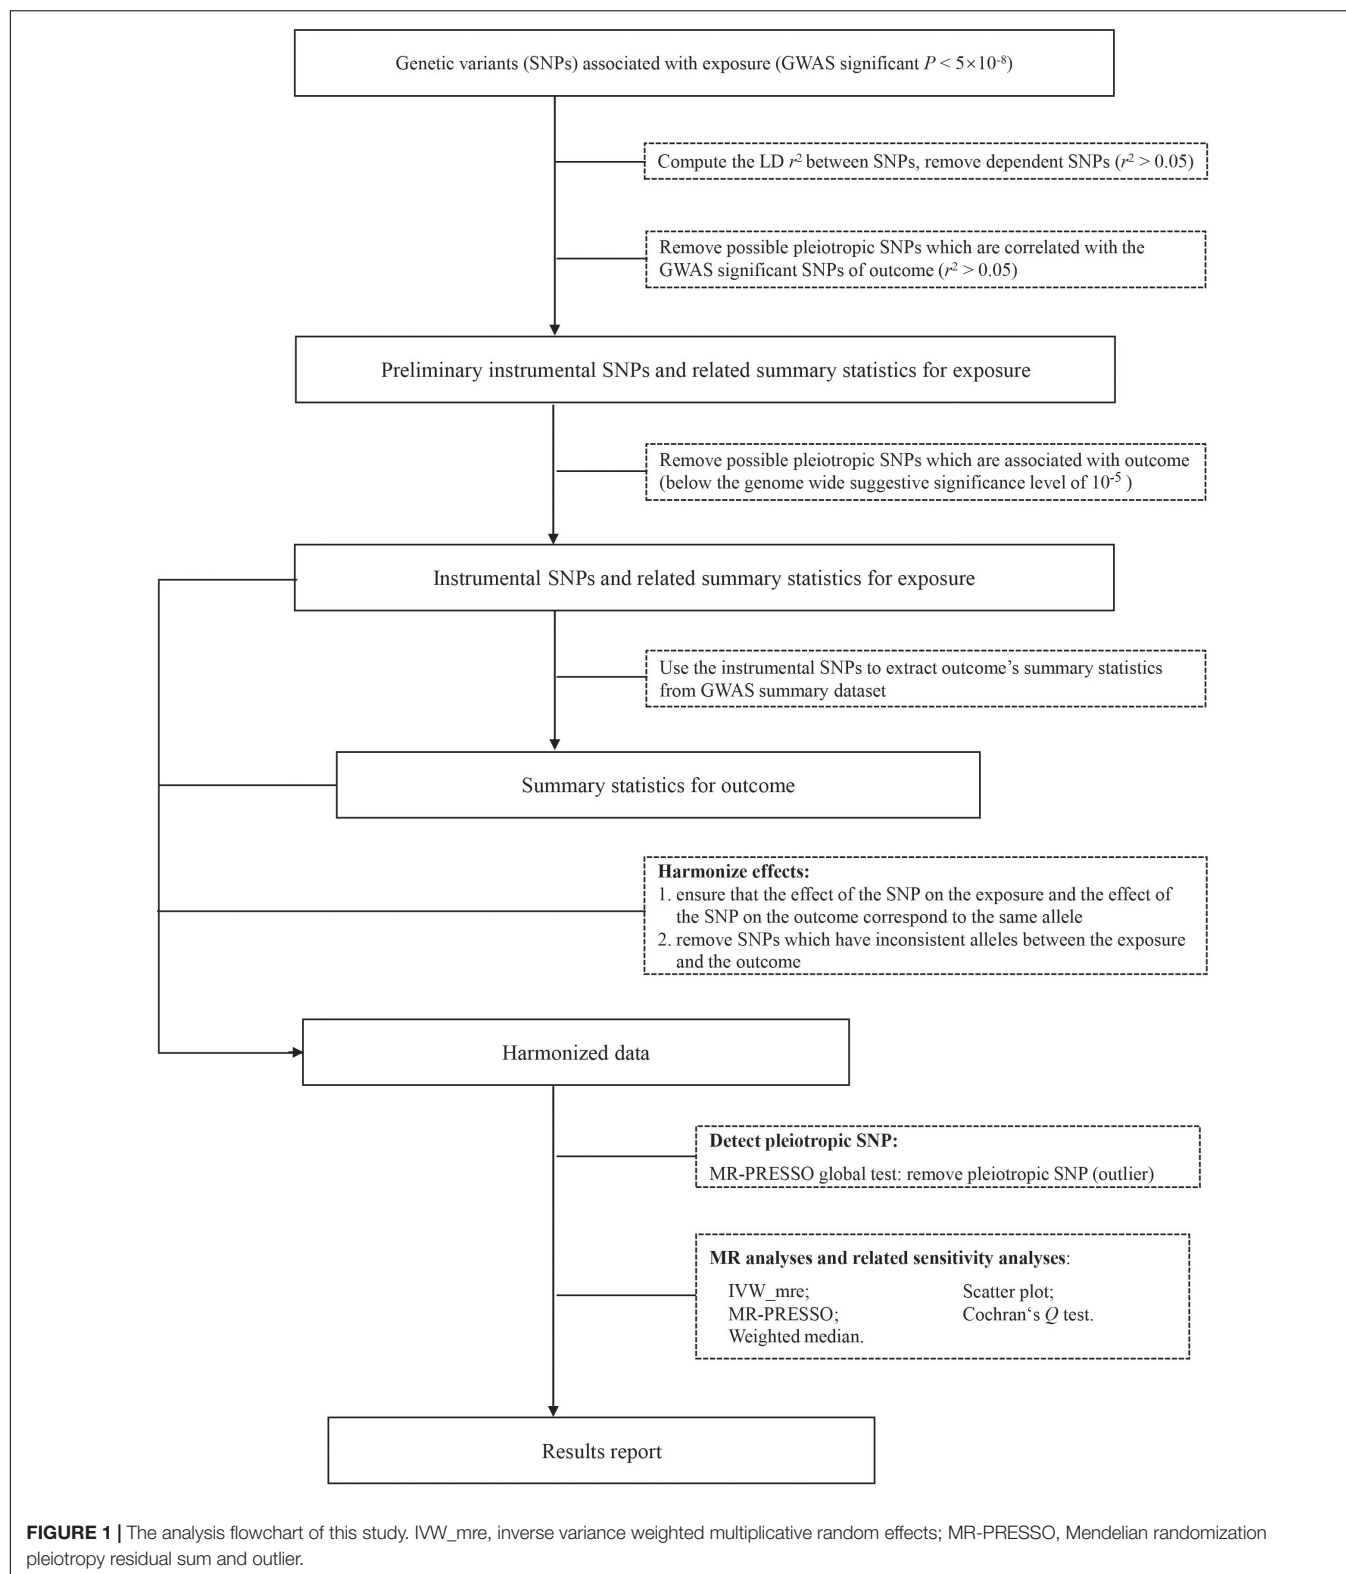 Genetic variants (SNPs) associated with exposure (GWAS significant P < 5×10⁻⁸)
Compute the LD r² between SNPs, remove dependent SNPs (r² > 0.05)
Remove possible pleiotropic SNPs which are correlated with the
GWAS significant SNPs of outcome (r² > 0.05)
Preliminary instrumental SNPs and related summary statistics for exposure
Remove possible pleiotropic SNPs which are associated with outcome
(below the genome wide suggestive significance level of 10⁻⁵ )
Instrumental SNPs and related summary statistics for exposure
Use the instrumental SNPs to extract outcome’s summary statistics
from GWAS summary dataset
Summary statistics for outcome
Harmonize effects:
1. ensure that the effect of the SNP on the exposure and the effect of
the SNP on the outcome correspond to the same allele
2. remove SNPs which have inconsistent alleles between the exposure
and the outcome
Harmonized data
Detect pleiotropic SNP:
MR-PRESSO global test: remove pleiotropic SNP (outlier)
MR analyses and related sensitivity analyses:
IVW_mre; Scatter plot;
MR-PRESSO; Cochran‘s Q test.
Weighted median.
Results report
FIGURE 1 | The analysis flowchart of this study. IVW_mre, inverse variance weighted multiplicative random effects; MR-PRESSO, Mendelian randomization
pleiotropy residual sum and outlier.